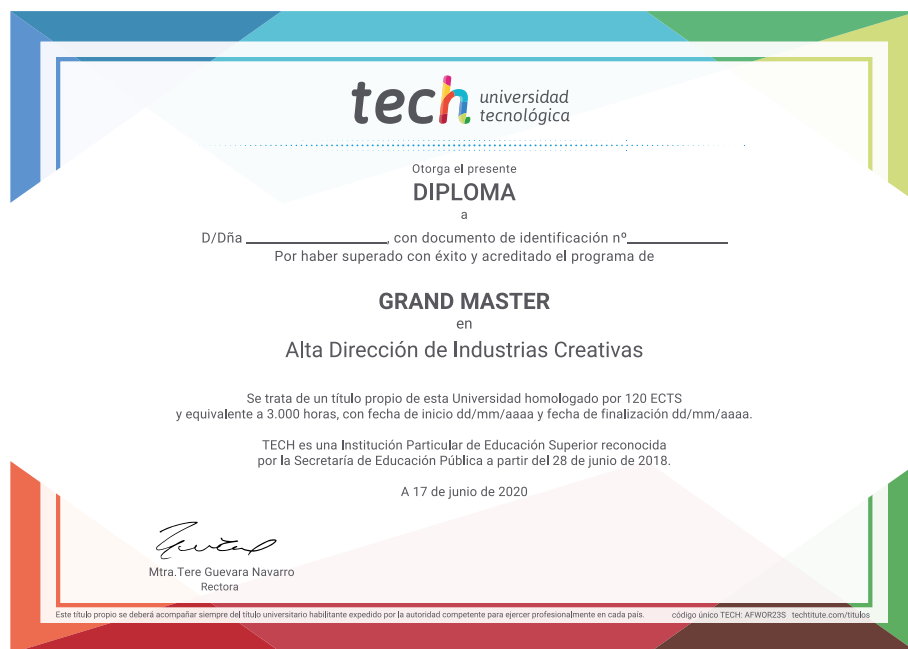 tech universidad
tecnológica
Otorga el presente
DIPLOMA
a
D/Dña ________________, con documento de identificación nº____________
Por haber superado con éxito y acreditado el programa de
GRAND MASTER
en
Alta Dirección de Industrias Creativas
Se trata de un título propio de esta Universidad homologado por 120 ECTS
y equivalente a 3.000 horas, con fecha de inicio dd/mm/aaaa y fecha de finalización dd/mm/aaaa.
TECH es una Institución Particular de Educación Superior reconocida
por la Secretaría de Educación Pública a partir del 28 de junio de 2018.
A 17 de junio de 2020
Mtra.Tere Guevara Navarro
Rectora
Este título propio se deberá acompañar siempre del título universitario habilitante expedido por la autoridad competente para ejercer profesionalmente en cada país. código único TECH: AFWOR23S techtitute.com/titulos